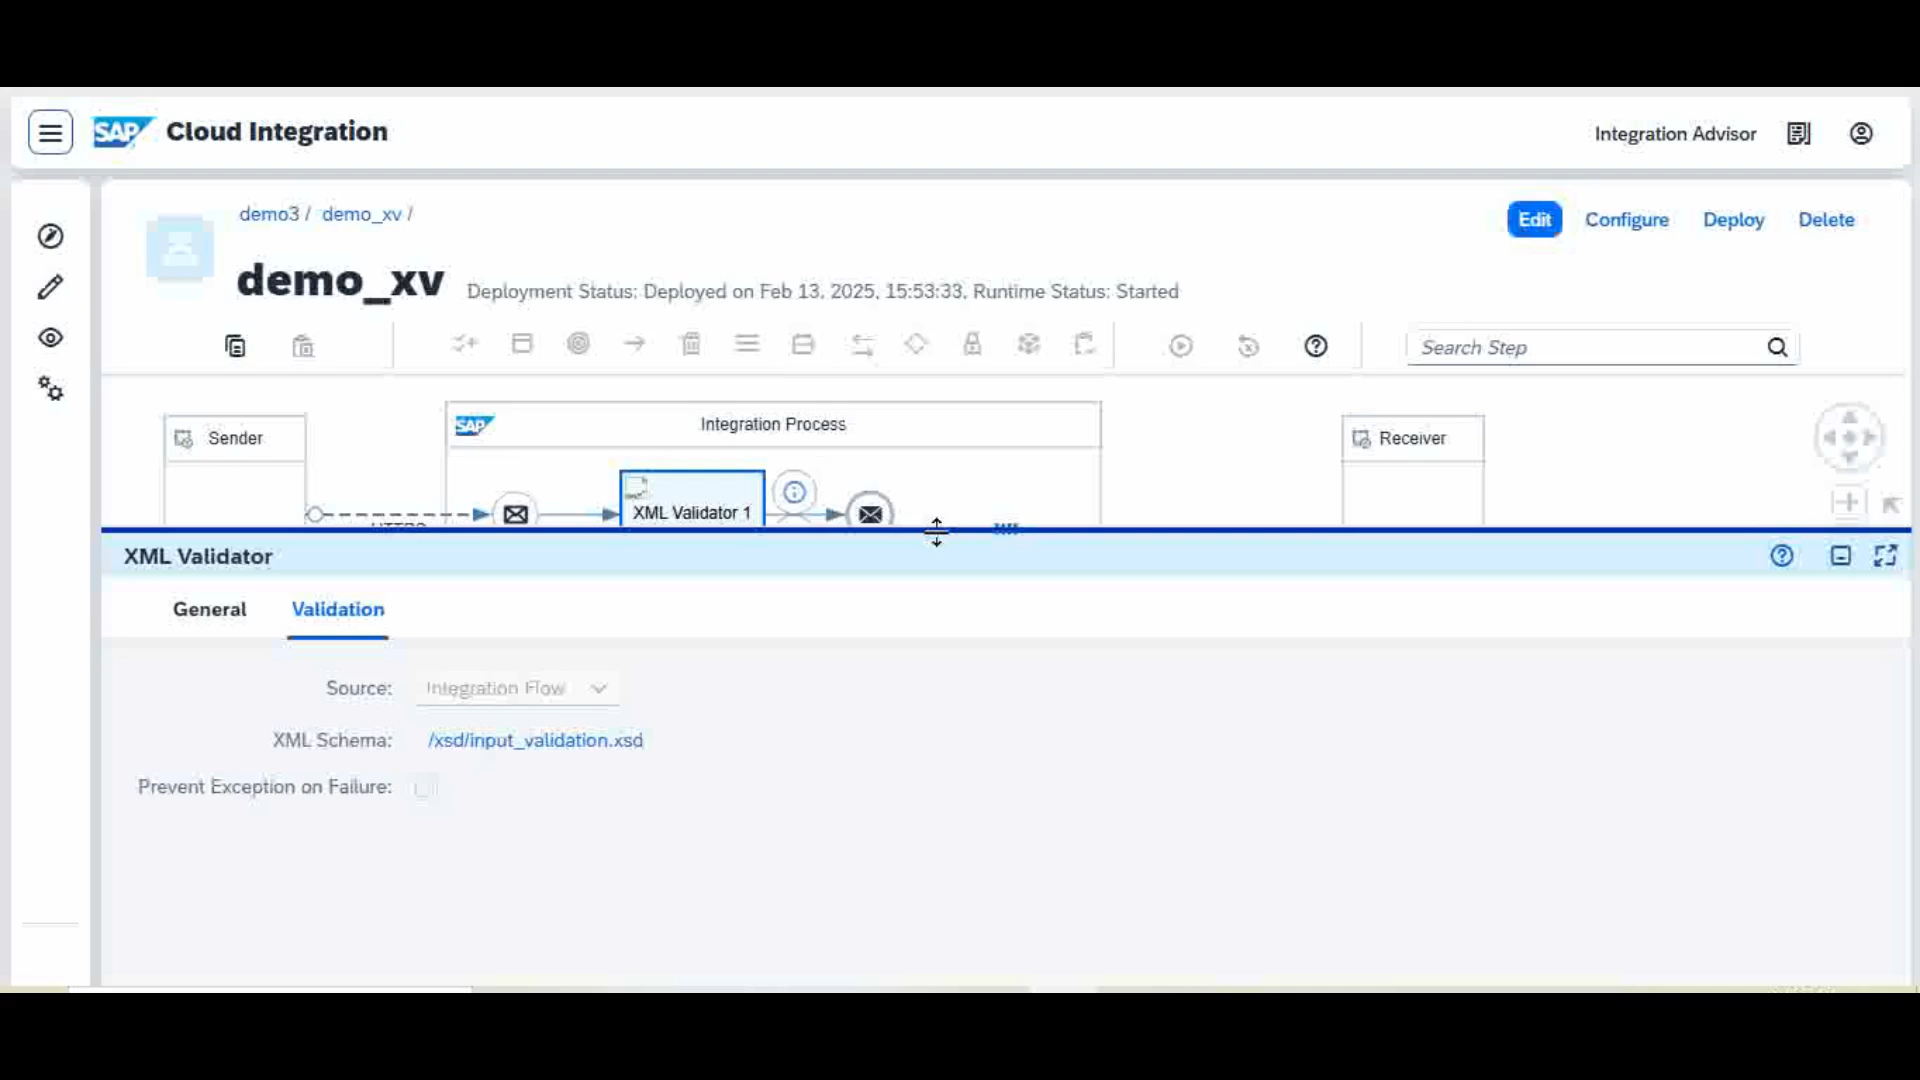 SAP Cloud Integration
Integration Advisor
demo3 / demo_xv /
Edit Configure Deploy Delete
demo_xv
Deployment Status: Deployed on Feb 13, 2025, 15:53:33, Runtime Status: Started
Search Step
Sender
SAP Integration Process
Receiver
XML Validator 1
XML Validator
General Validation
Source: Integration Flow
XML Schema: /xsd/input_validation.xsd
Prevent Exception on Failure: